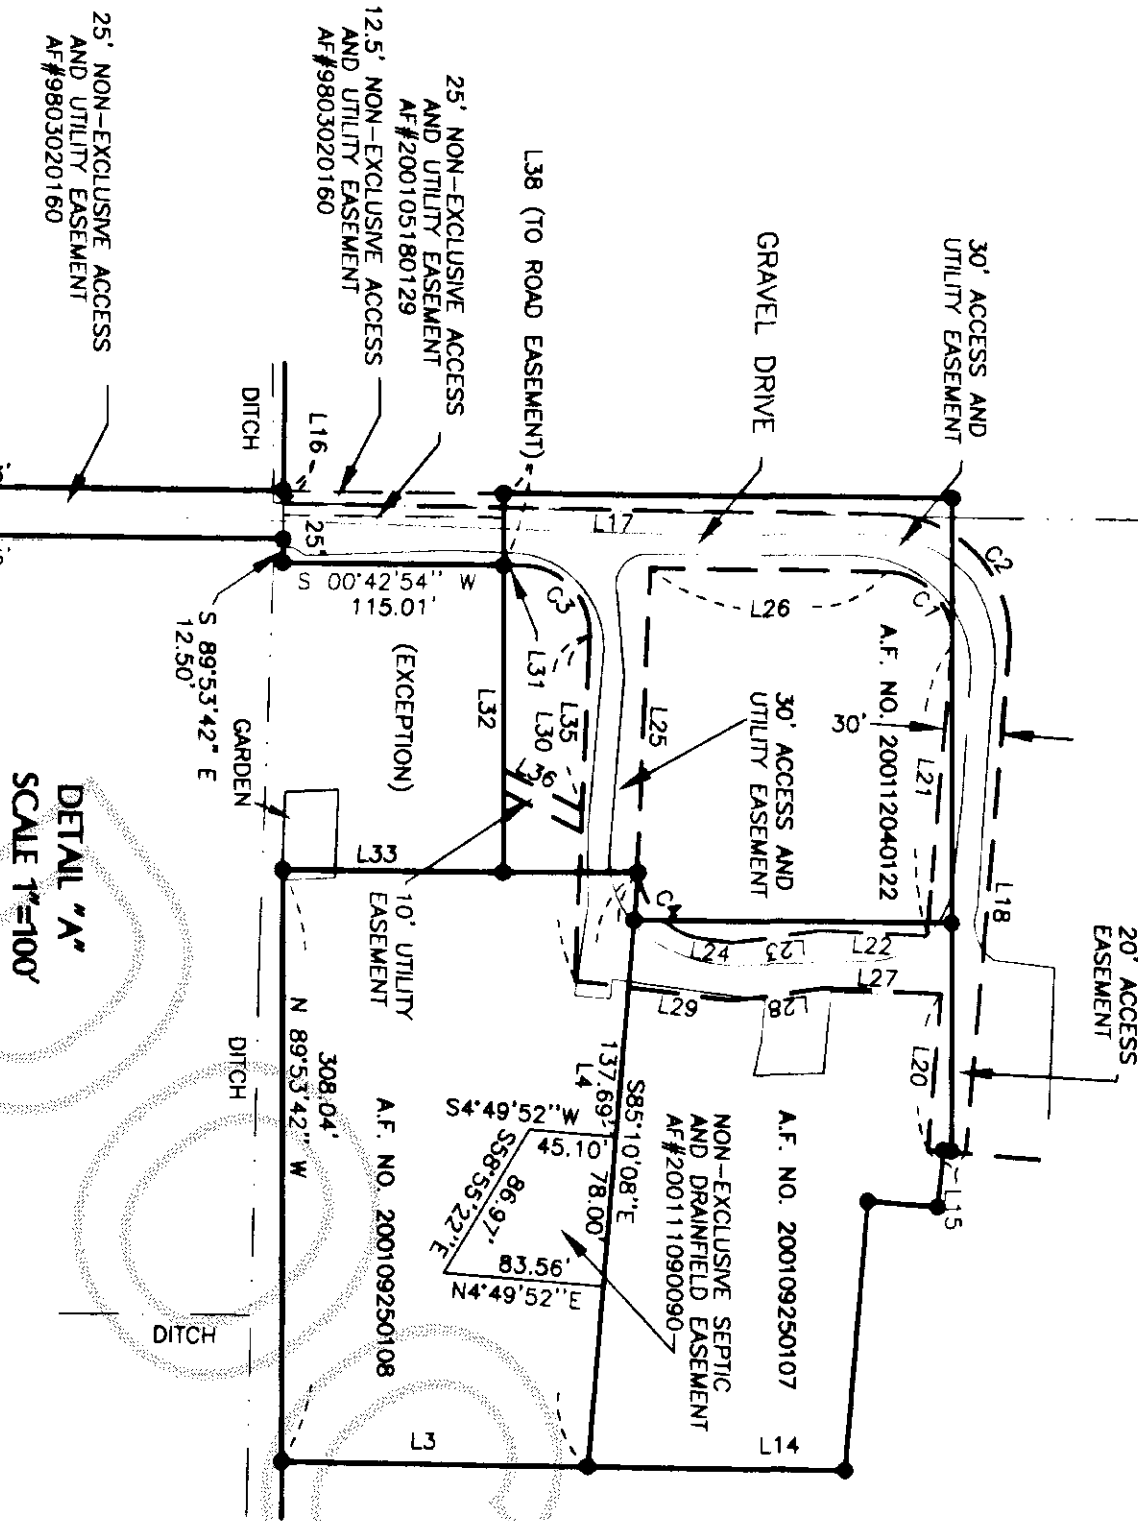 20' ACCESS
EASEMENT
30' ACCESS AND
UTILITY EASEMENT
GRAVEL DRIVE
L38 (TO ROAD EASEMENT)
25' NON-EXCLUSIVE ACCESS
AND UTILITY EASEMENT
AF#200105180129
12.5' NON-EXCLUSIVE ACCESS
AND UTILITY EASEMENT
AF#9803020160
25' NON-EXCLUSIVE ACCESS
AND UTILITY EASEMENT
AF#9803020160
C2
C1
L18
L17
L26
30'
L21
A.F. NO. 200112040122
30' ACCESS AND
UTILITY EASEMENT
L25
L22
L23
L24
L27
L28
L29
L20
L15
C3
L31
L35
L30
L36
L32
L33
L16
25'
DITCH
S 00°42'54" W
115.01'
(EXCEPTION)
S 89°53'42" E
12.50'
GARDEN
10' UTILITY
EASEMENT
A.F. NO. 200109250107
NON-EXCLUSIVE SEPTIC
AND DRAINFIELD EASEMENT
AF#200111090090
S85°10'08"E
137.69'
78.00'
L4
S4°49'52"W
45.10'
S58°55'22"E
86.97'
83.56'
N4°49'52"E
A.F. NO. 200109250108
308.04'
N 89°53'42" W
DITCH
DITCH
L3
L14
DETAIL "A"
SCALE 1"=100'